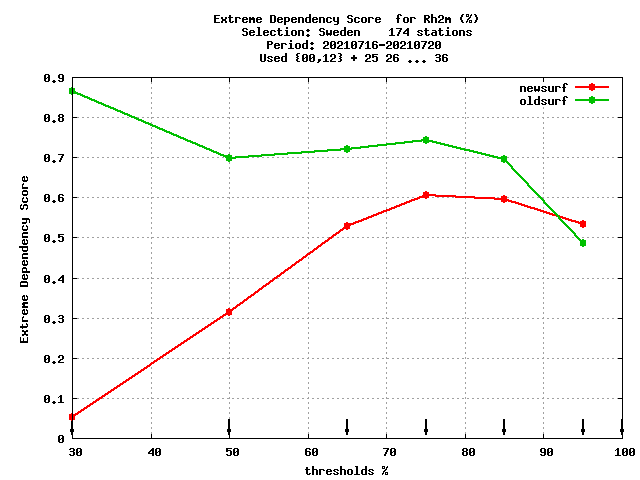 Extreme Dependency Score  for Rh2m (%)
Selection: Sweden    174 stations
Period: 20210716-20210720
Used {00,12} + 25 26 ... 36
newsurf
oldsurf
0.9
0.8
0.7
0.6
0.5
0.4
0.3
0.2
0.1
0
Extreme Dependency Score
30 40 50 60 70 80 90 100
thresholds %